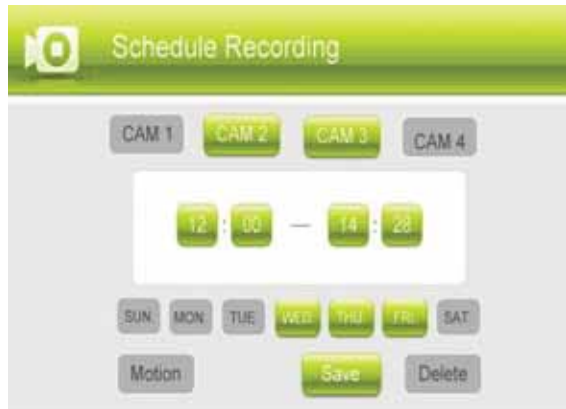 Schedule Recording
CAM 1 CAM 2 CAM 3 CAM 4
12 : 00 — 14 : 28
SUN. MON. TUE. WED. THU. FRI. SAT.
Motion Save Delete